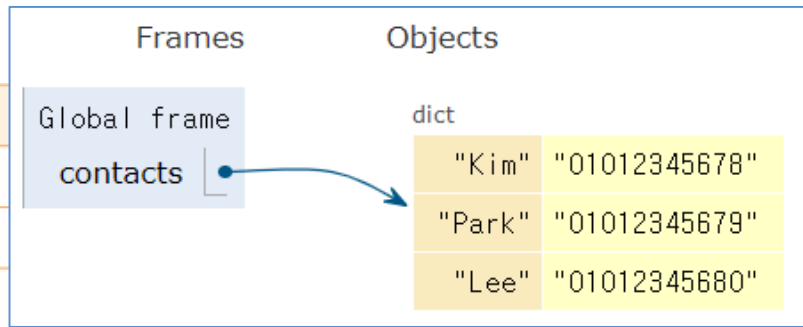 Frames Objects
Global frame
contacts
dict
"Kim" "01012345678"
"Park" "01012345679"
"Lee" "01012345680"